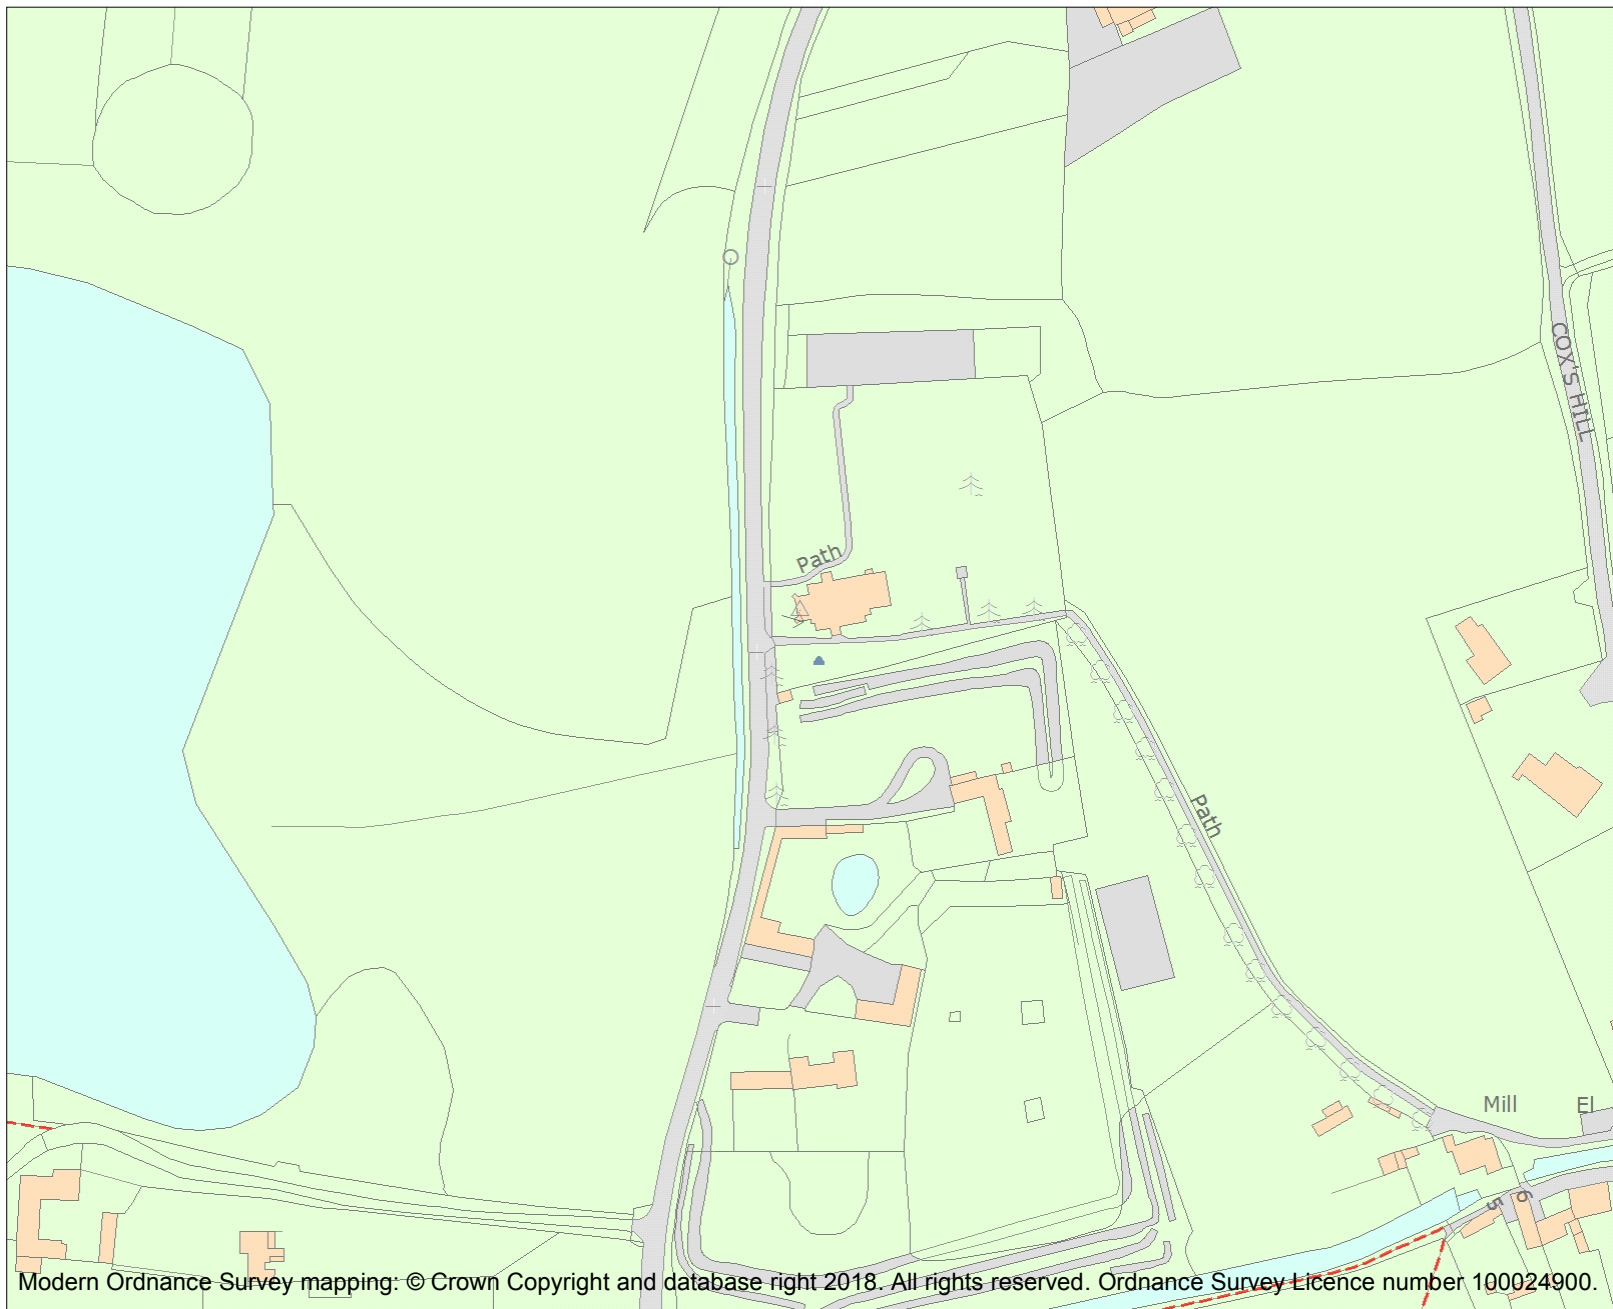 COX'S HILL
Path
Path
Mill
El
5
6
Modern Ordnance Survey mapping: © Crown Copyright and database right 2018. All rights reserved. Ordnance Survey Licence number 100024900.